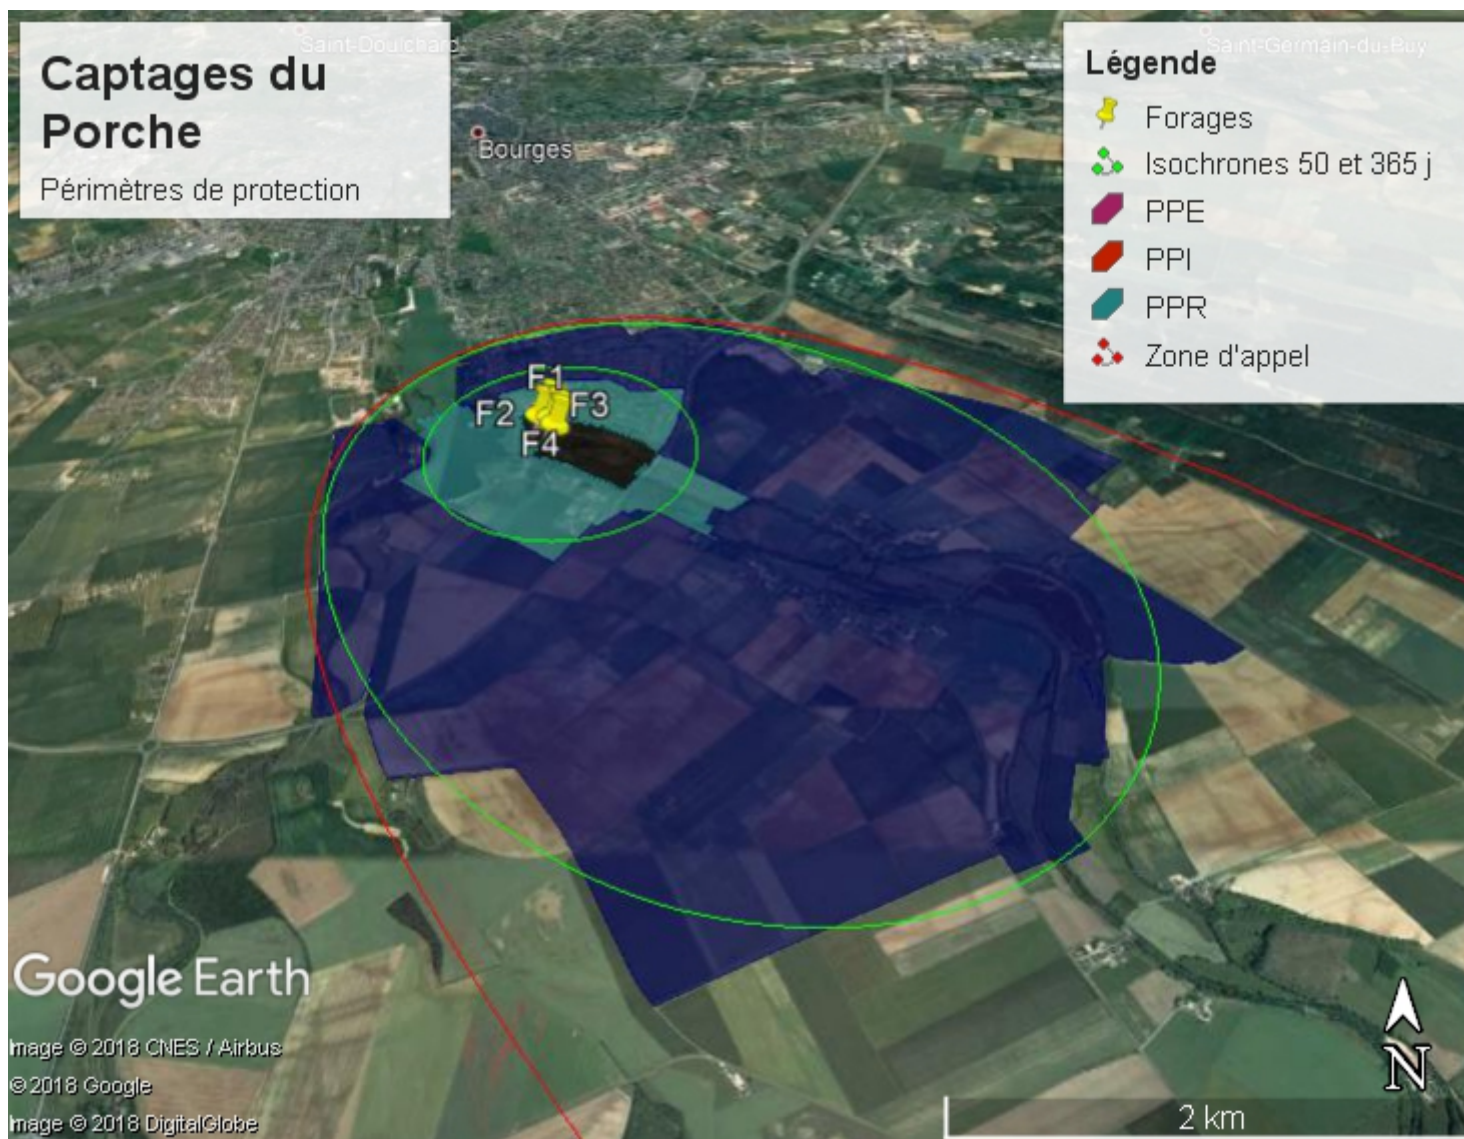 Saint-Doulchard
Captages du
Porche
Périmètres de protection
Bourges
Saint-Germain-du-Puy
Légende
Forages
Isochrones 50 et 365 j
PPE
PPI
PPR
Zone d'appel
F1
F2
F3
F4
Google Earth
Image © 2018 CNES / Airbus
© 2018 Google
Image © 2018 DigitalGlobe
N
2 km